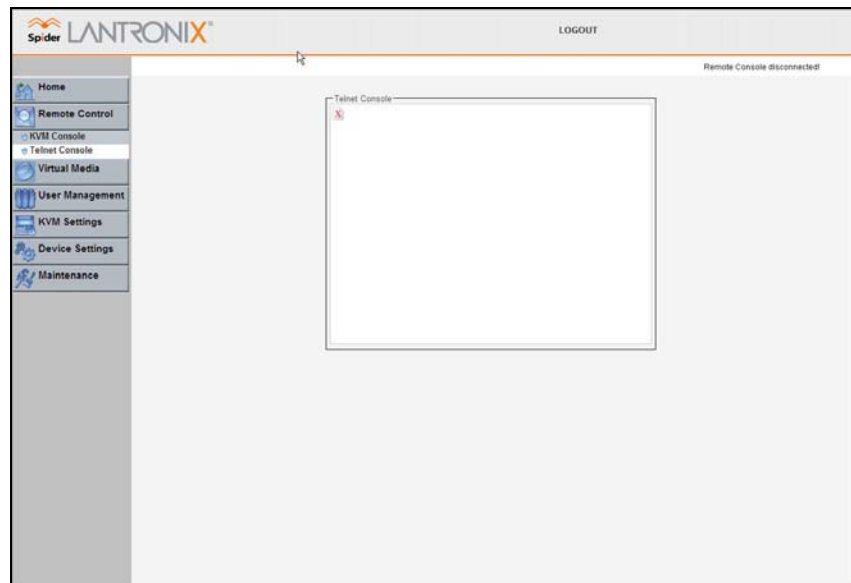 Spider LANTRONIX®
LOGOUT
Remote Console disconnected!
Home
Remote Control
KVM Console
Telnet Console
Virtual Media
User Management
KVM Settings
Device Settings
Maintenance
Telnet Console
X